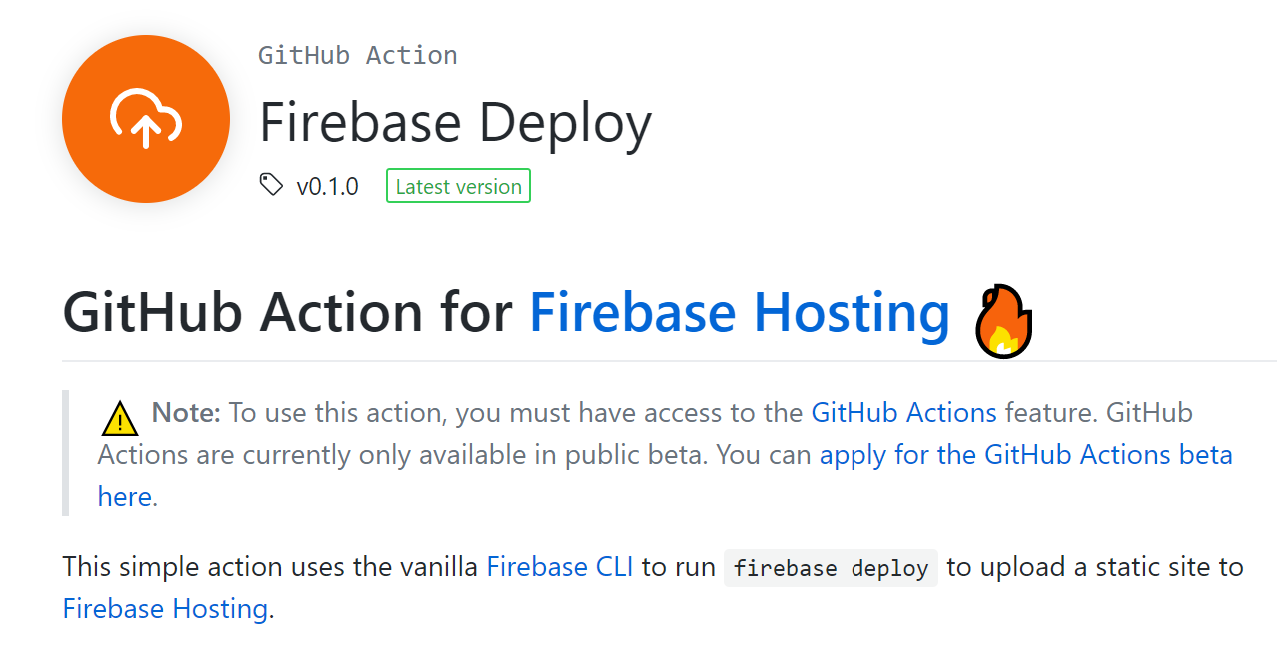 GitHub Action
Firebase Deploy
v0.1.0 Latest version
GitHub Action for Firebase Hosting
Note: To use this action, you must have access to the GitHub Actions feature. GitHub
Actions are currently only available in public beta. You can apply for the GitHub Actions beta
here.
This simple action uses the vanilla Firebase CLI to run firebase deploy to upload a static site to
Firebase Hosting.